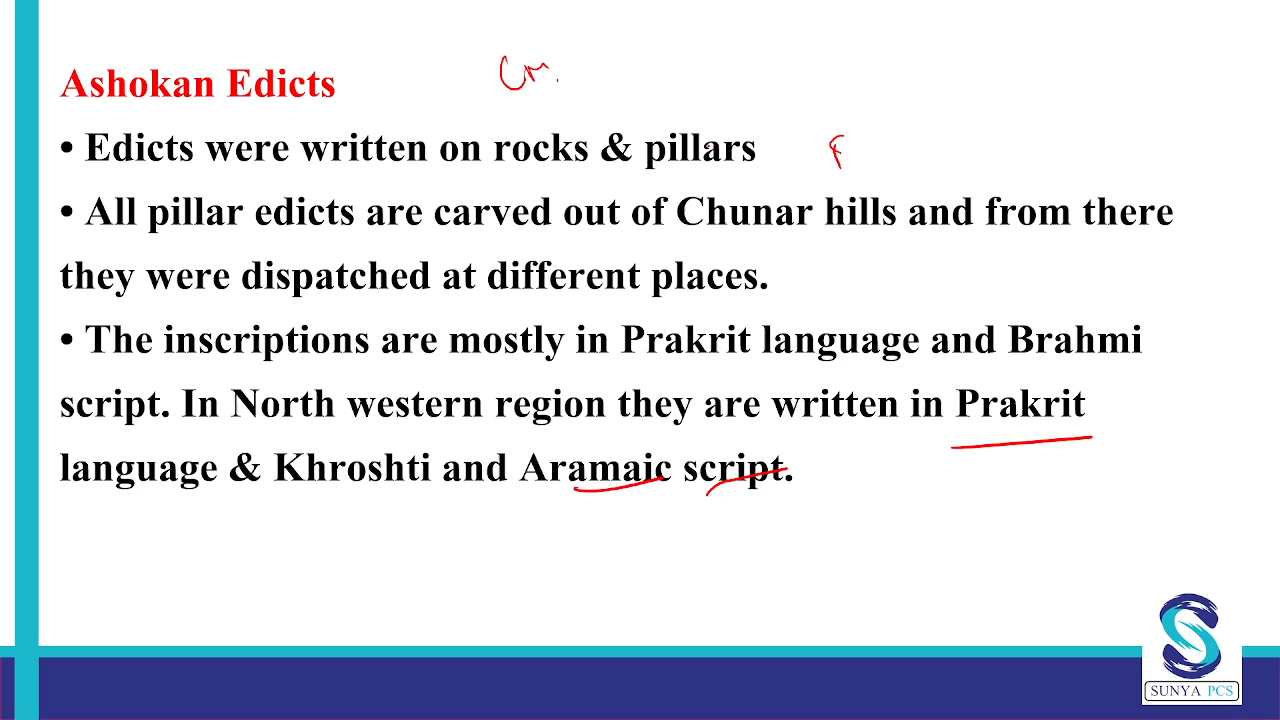 Ashokan Edicts
• Edicts were written on rocks & pillars
• All pillar edicts are carved out of Chunar hills and from there
they were dispatched at different places.
• The inscriptions are mostly in Prakrit language and Brahmi
script. In North western region they are written in Prakrit
language & Khroshti and Aramaic script.
SUNYA PCS